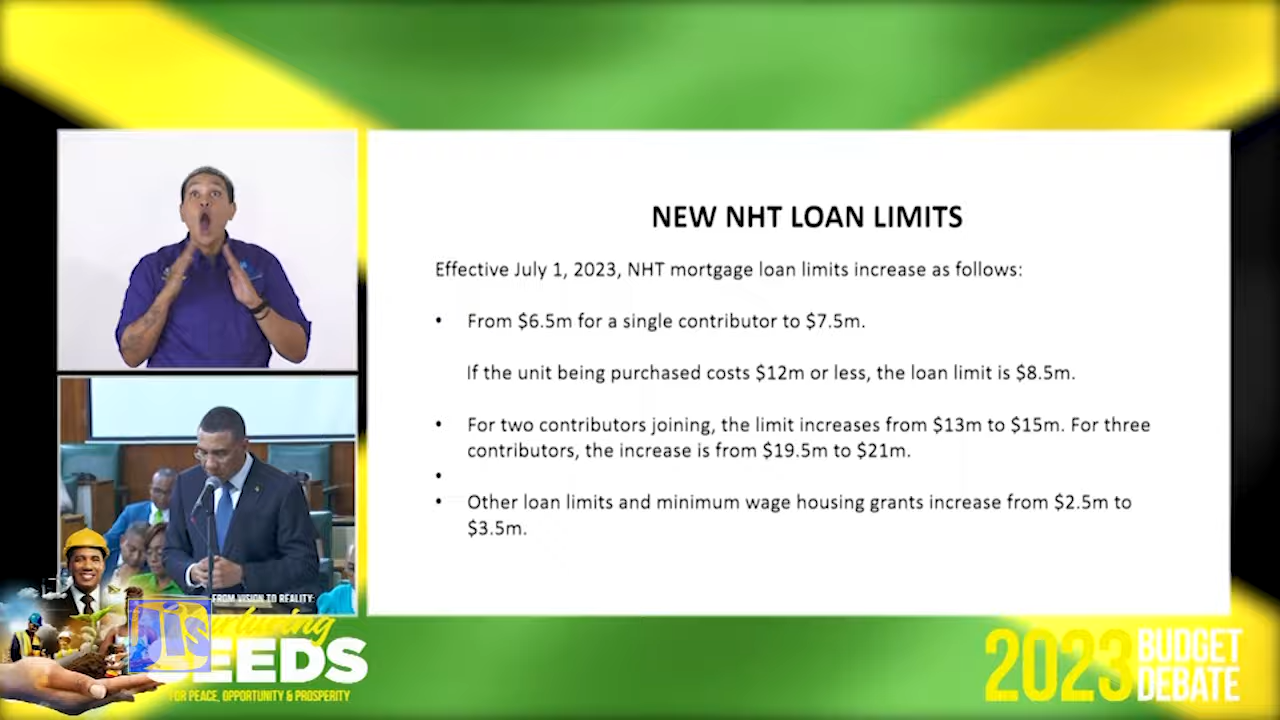 NEW NHT LOAN LIMITS
Effective July 1, 2023, NHT mortgage loan limits increase as follows:
• From $6.5m for a single contributor to $7.5m.
If the unit being purchased costs $12m or less, the loan limit is $8.5m.
• For two contributors joining, the limit increases from $13m to $15m. For three
contributors, the increase is from $19.5m to $21m.
•
• Other loan limits and minimum wage housing grants increase from $2.5m to
$3.5m.
FROM VISION TO REALITY:
Nurturing
SEEDS
FOR PEACE, OPPORTUNITY & PROSPERITY
2023 BUDGET
DEBATE